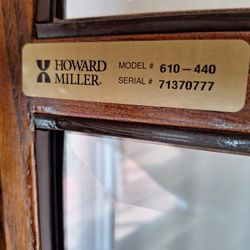 HOWARD MILLER.
MODEL # 610-440
SERIAL # 71370777